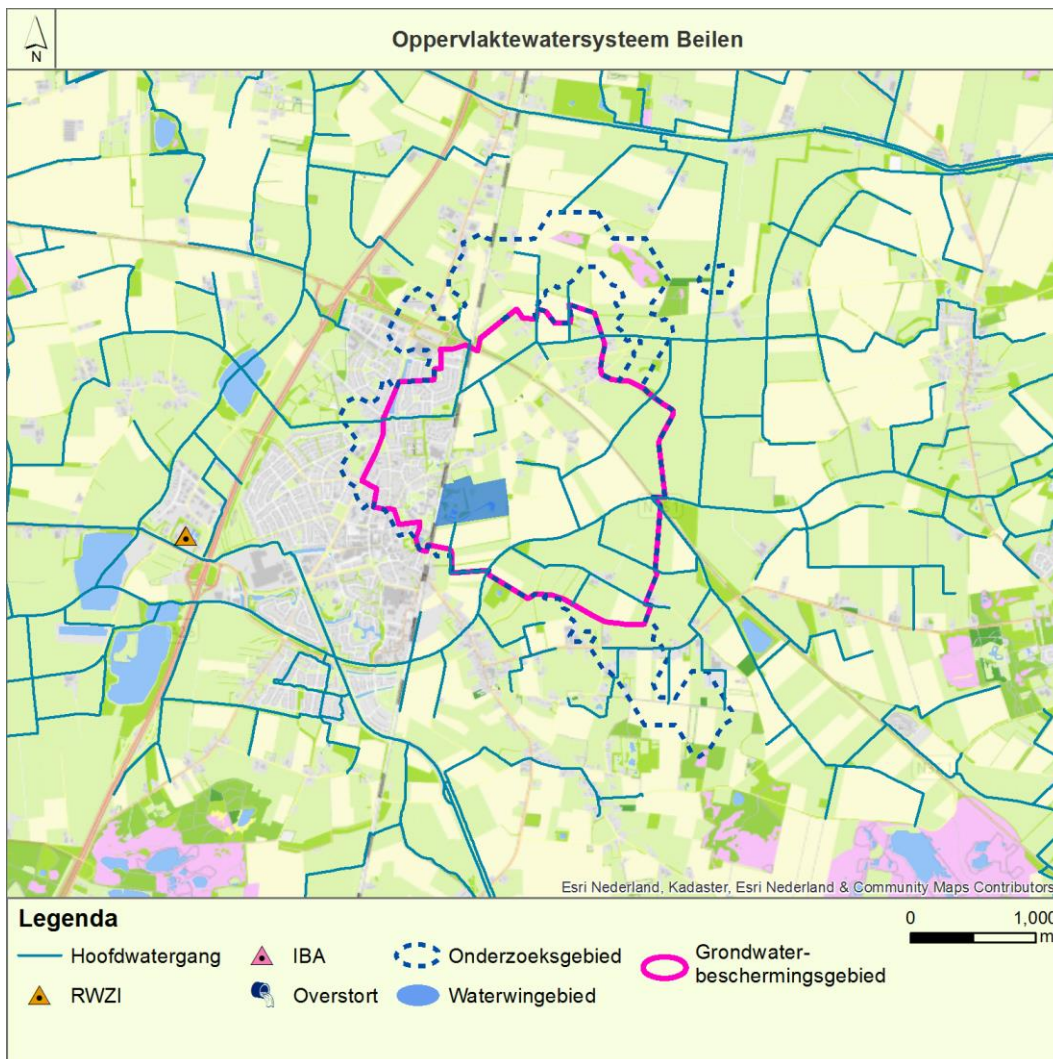 N
Oppervlaktewatersysteem Beilen
Esri Nederland, Kadaster, Esri Nederland & Community Maps Contributors
Legenda
Hoofdwatergang
RWZI
IBA
Overstort
Onderzoeksgebied
Waterwingebied
Grondwater-
beschermingsgebied
0 1,000
m